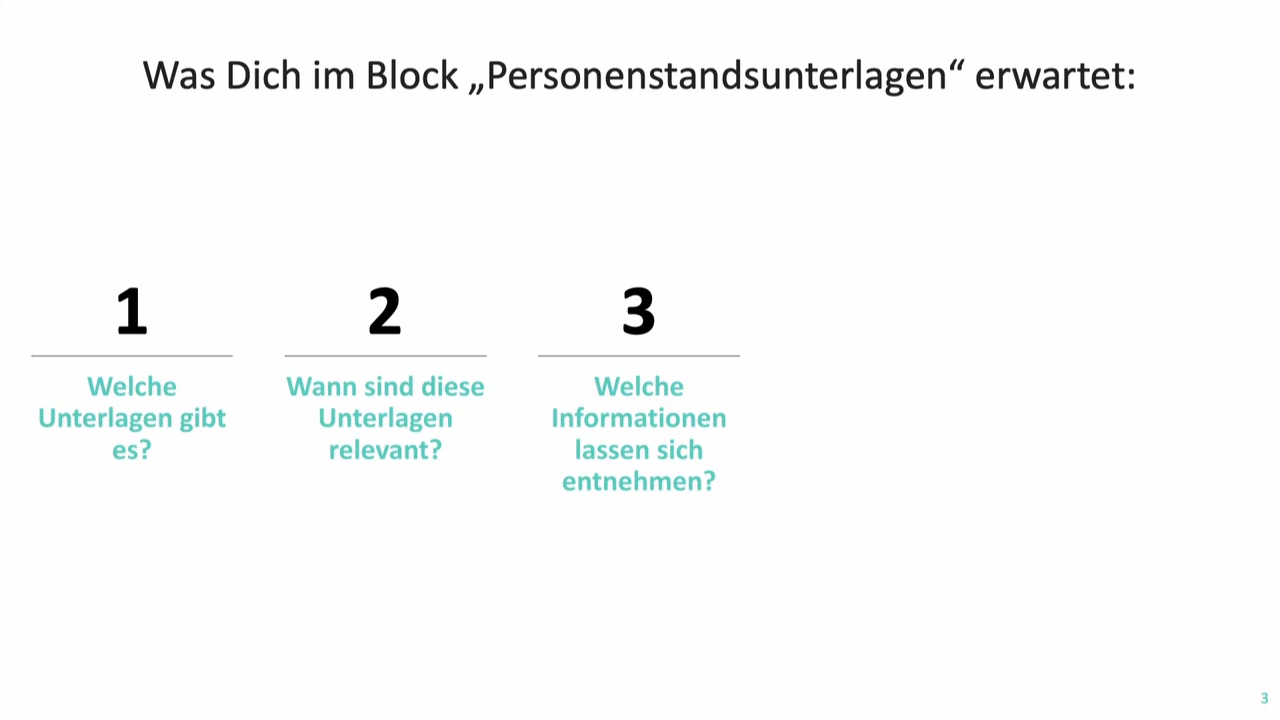 Was Dich im Block „Personenstandsunterlagen“ erwartet:
1
Welche
Unterlagen gibt
es?
2
Wann sind diese
Unterlagen
relevant?
3
Welche
Informationen
lassen sich
entnehmen?
3